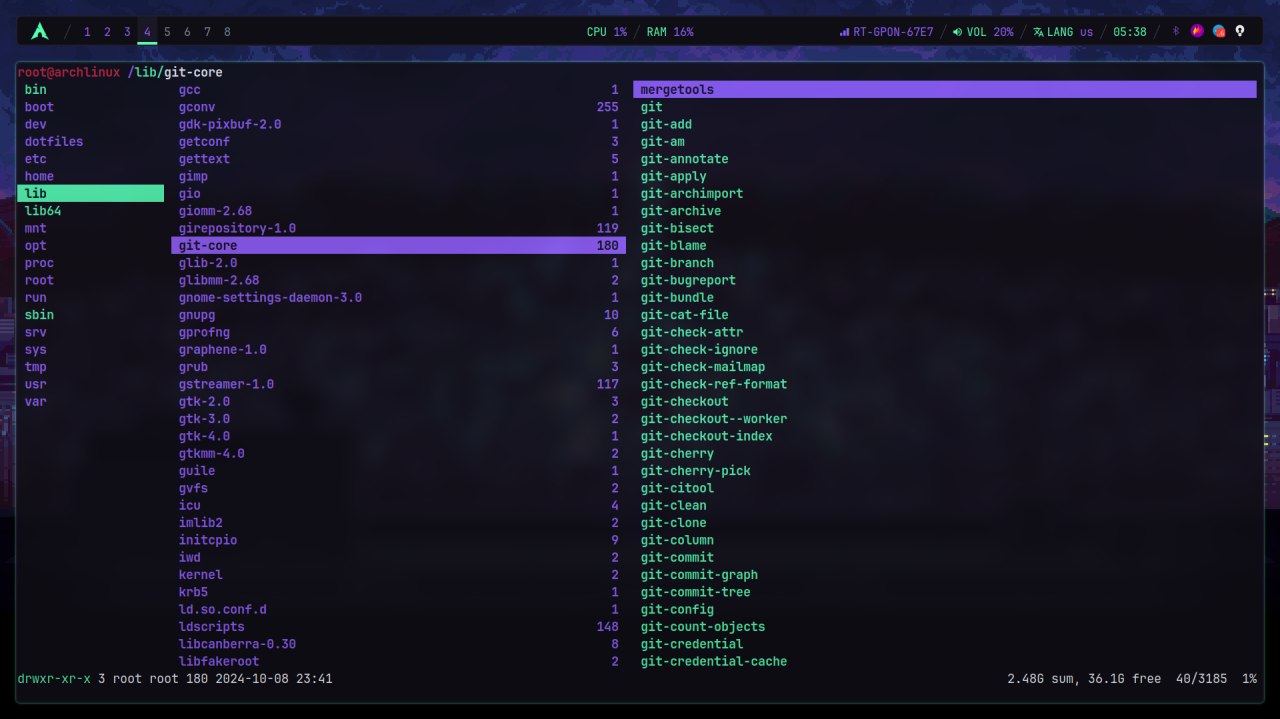 1 2 3 4 5 6 7 8 CPU 1% / RAM 16% RT-GPON-67E7 / VOL 20% / LANG us / 05:38 /
root@archlinux /lib/git-core
bin gcc 1 mergetools
boot gconv 255 git
dev gdk-pixbuf-2.0 1 git-add
dotfiles getconf 3 git-am
etc gettext 5 git-annotate
home gimp 1 git-apply
lib gio 1 git-archimport
lib64 giomm-2.68 1 git-archive
mnt girepository-1.0 119 git-bisect
opt git-core 180 git-blame
proc glib-2.0 1 git-branch
root glibmm-2.68 2 git-bugreport
run gnome-settings-daemon-3.0 1 git-bundle
sbin gnupg 10 git-cat-file
srv gprofng 6 git-check-attr
sys graphene-1.0 1 git-check-ignore
tmp grub 3 git-check-mailmap
usr gstreamer-1.0 117 git-check-ref-format
var gtk-2.0 3 git-checkout
gtk-3.0 2 git-checkout--worker
gtk-4.0 1 git-checkout-index
gtkmm-4.0 2 git-cherry
guile 1 git-cherry-pick
gvfs 2 git-citool
icu 4 git-clean
imlib2 2 git-clone
initcpio 9 git-column
iwd 2 git-commit
kernel 2 git-commit-graph
krb5 1 git-commit-tree
ld.so.conf.d 1 git-config
ldscripts 148 git-count-objects
libcanberra-0.30 8 git-credential
libfakeroot 2 git-credential-cache
drwxr-xr-x 3 root root 180 2024-10-08 23:41 2.48G sum, 36.1G free 40/3185 1%